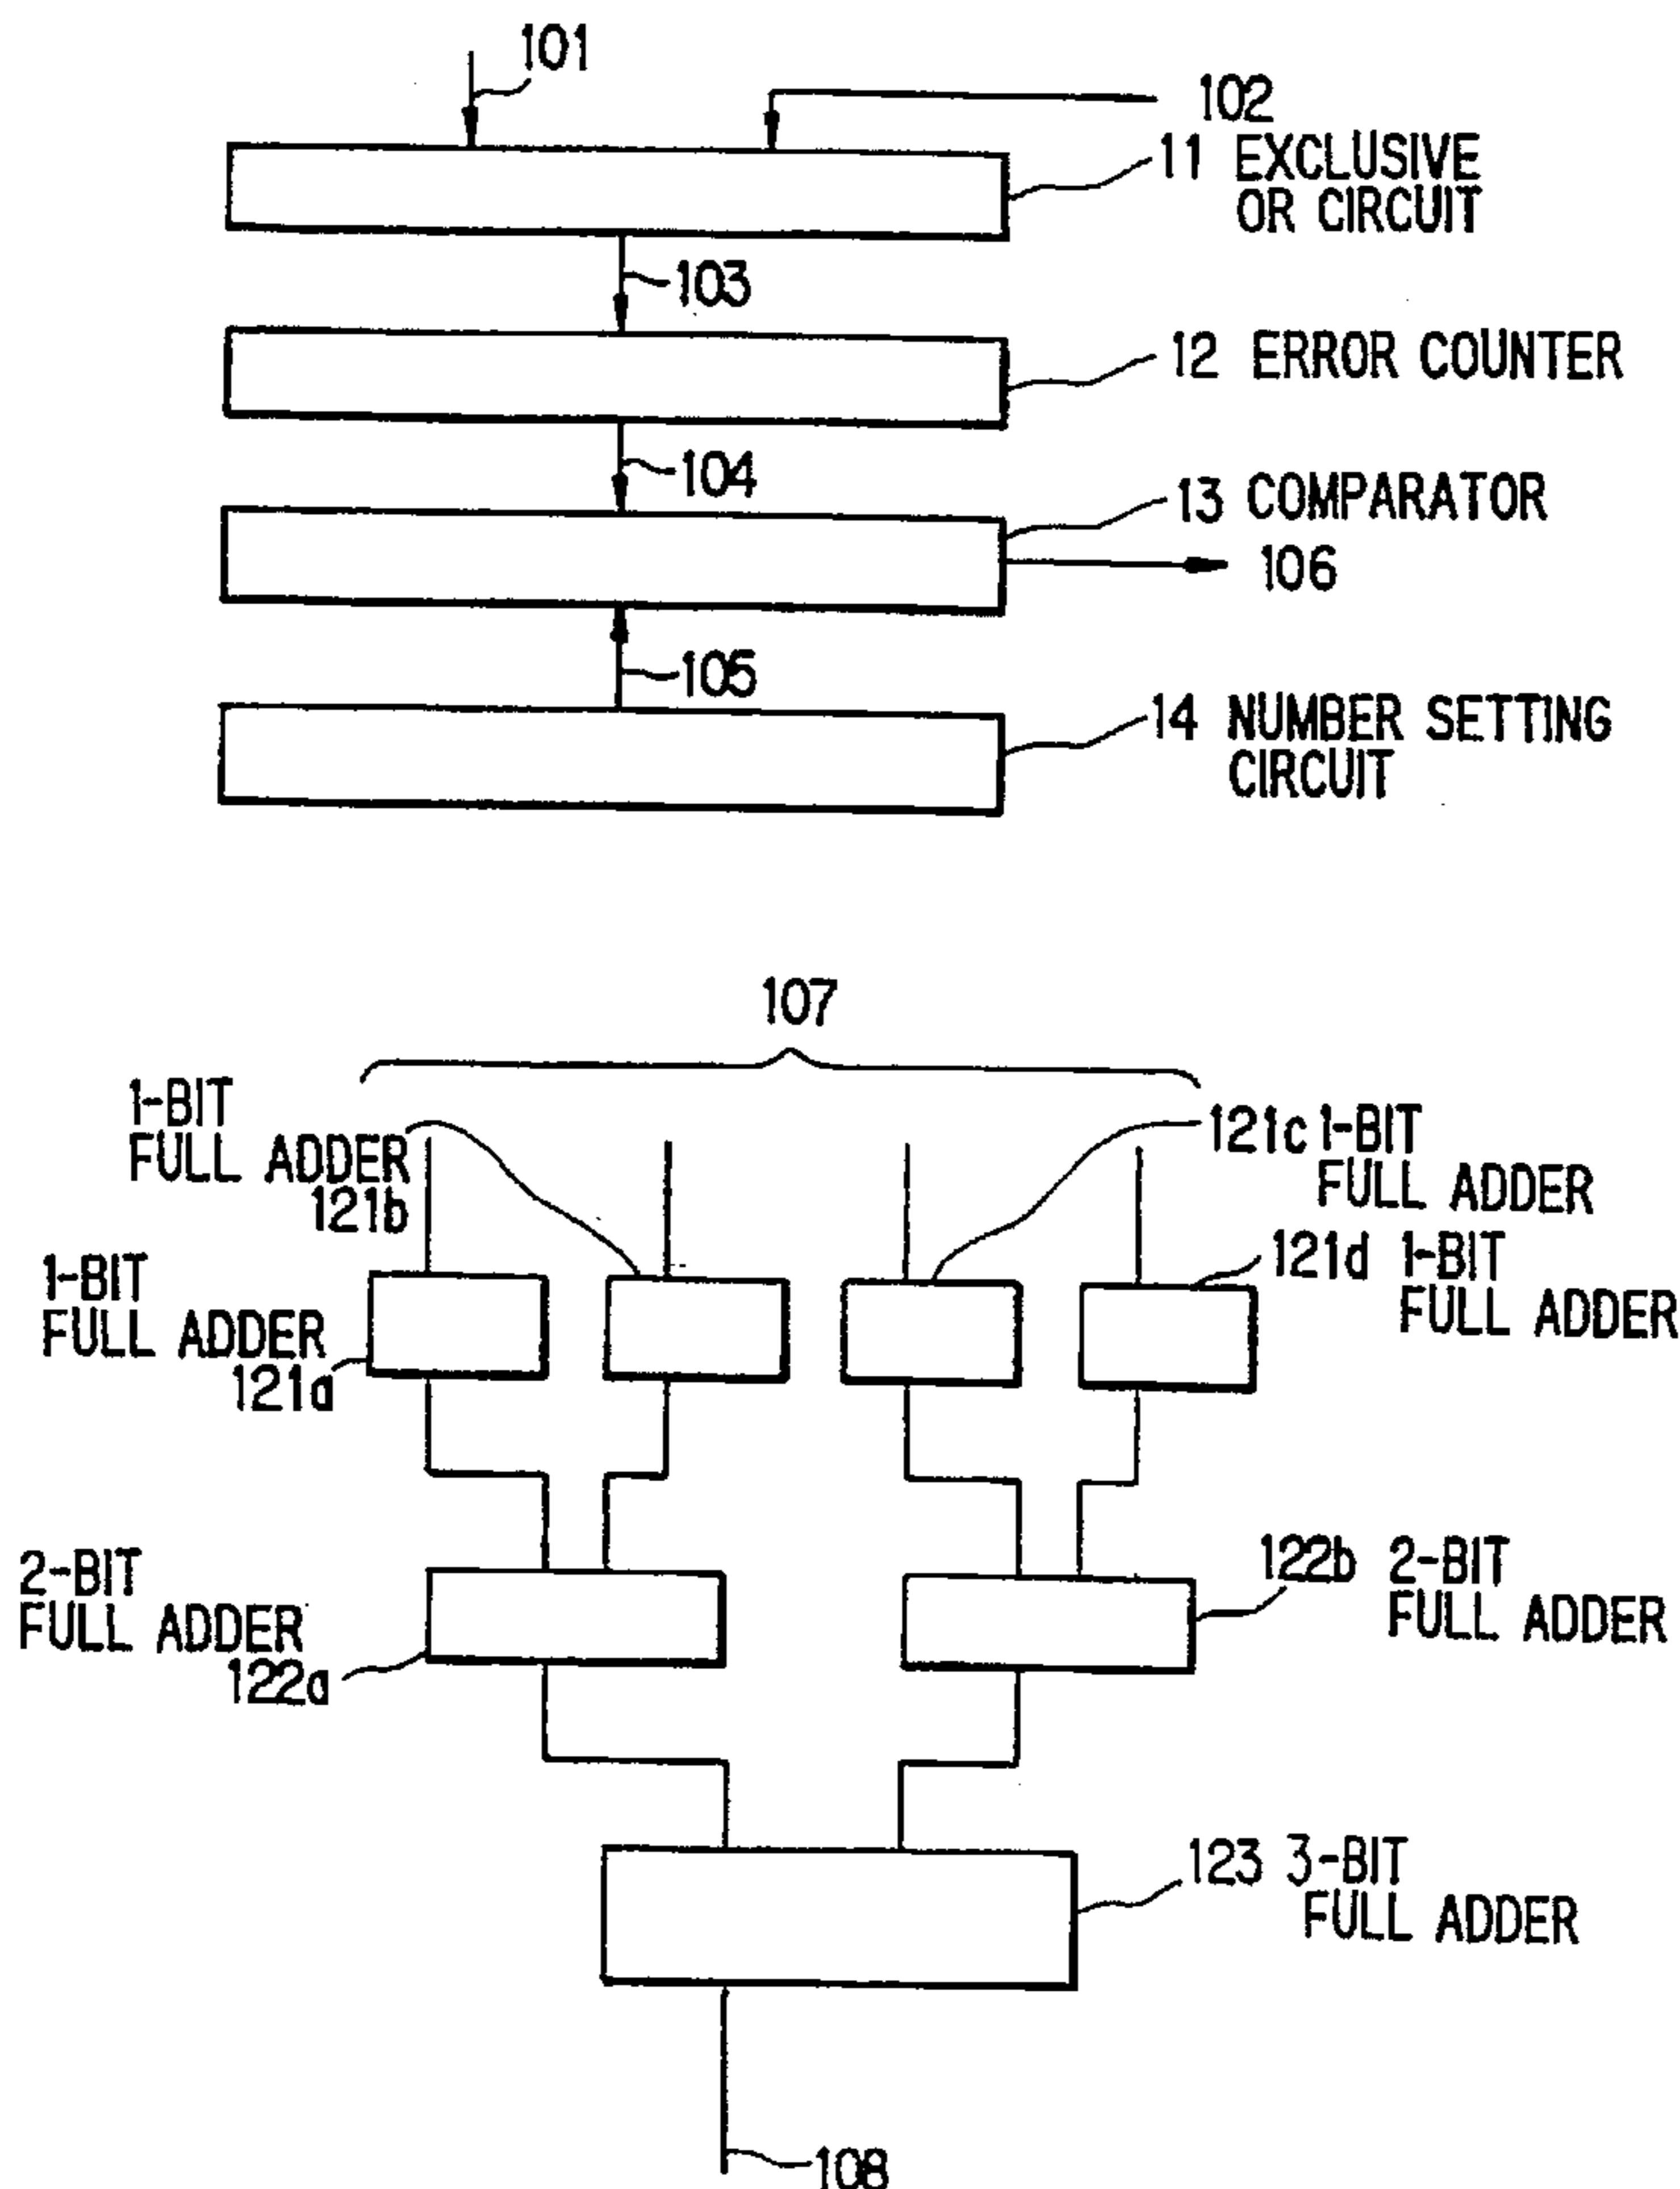 101
102
11 EXCLUSIVE
OR CIRCUIT
103
12 ERROR COUNTER
104
13 COMPARATOR
106
105
14 NUMBER SETTING
CIRCUIT
107
1-BIT
FULL ADDER
121b
121c 1-BIT
FULL ADDER
1-BIT
FULL ADDER
121a
121d 1-BIT
FULL ADDER
2-BIT
FULL ADDER
122a
122b 2-BIT
FULL ADDER
123 3-BIT
FULL ADDER
108